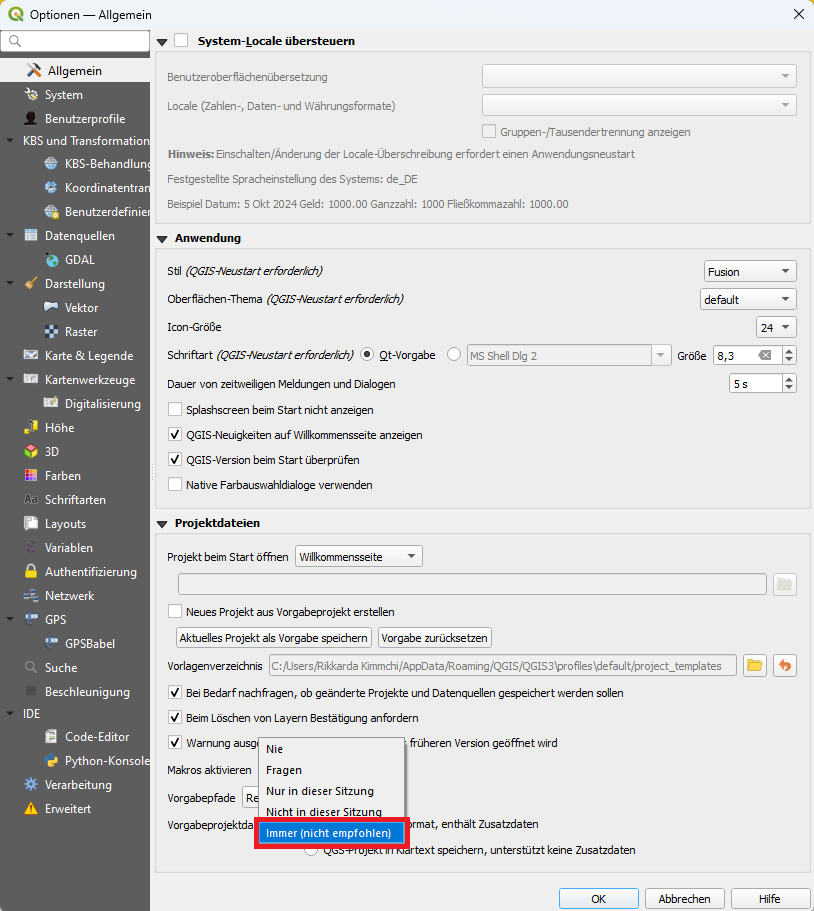 Optionen — Allgemein
Allgemein
System
Benutzerprofile
KBS und Transformation
KBS-Behandlung
Koordinatentran
Benutzerdefinier
Datenquellen
GDAL
Darstellung
Vektor
Raster
Karte & Legende
Kartenwerkzeuge
Digitalisierung
Höhe
3D
Farben
Schriftarten
Layouts
Variablen
Authentifizierung
Netzwerk
GPS
GPSBabel
Suche
Beschleunigung
IDE
Code-Editor
Python-Konsole
Verarbeitung
Erweitert
System-Locale übersteuern
Benutzeroberflächenübersetzung
Locale (Zahlen-, Daten- und Währungsformate)
Gruppen-/Tausendertrennung anzeigen
Hinweis: Einschalten/Änderung der Locale-Überschreibung erfordert einen Anwendungsneustart
Festgestellte Spracheinstellung des Systems: de_DE
Beispiel Datum: 5 Okt 2024 Geld: 1000.00 Ganzzahl: 1000 Fließkommazahl: 1000.00
Anwendung
Stil (QGIS-Neustart erforderlich) Fusion
Oberflächen-Thema (QGIS-Neustart erforderlich) default
Icon-Größe 24
Schriftart (QGIS-Neustart erforderlich) Qt-Vorgabe MS Shell Dlg 2 Größe 8,3
Dauer von zeitweiligen Meldungen und Dialogen 5 s
Splashscreen beim Start nicht anzeigen
QGIS-Neuigkeiten auf Willkommensseite anzeigen
QGIS-Version beim Start überprüfen
Native Farbauswahldialoge verwenden
Projektdateien
Projekt beim Start öffnen Willkommensseite
Neues Projekt aus Vorgabeprojekt erstellen
Aktuelles Projekt als Vorgabe speichern Vorgabe zurücksetzen
Vorlagenverzeichnis C:/Users/Rikkarda Kimmchi/AppData/Roaming/QGIS/QGIS3\profiles\default/project_templates
Bei Bedarf nachfragen, ob geänderte Projekte und Datenquellen gespeichert werden sollen
Beim Löschen von Layern Bestätigung anfordern
Warnung ausge früheren Version geöffnet wird
Nie
Makros aktivieren Fragen
Nur in dieser Sitzung
Vorgabepfade Re
Nicht in dieser Sitzung
Vorgabeprojektda ormat, enthält Zusatzdaten
Immer (nicht empfohlen)
QGS-Projekt in Klartext speichern, unterstützt keine Zusatzdaten
OK Abbrechen Hilfe